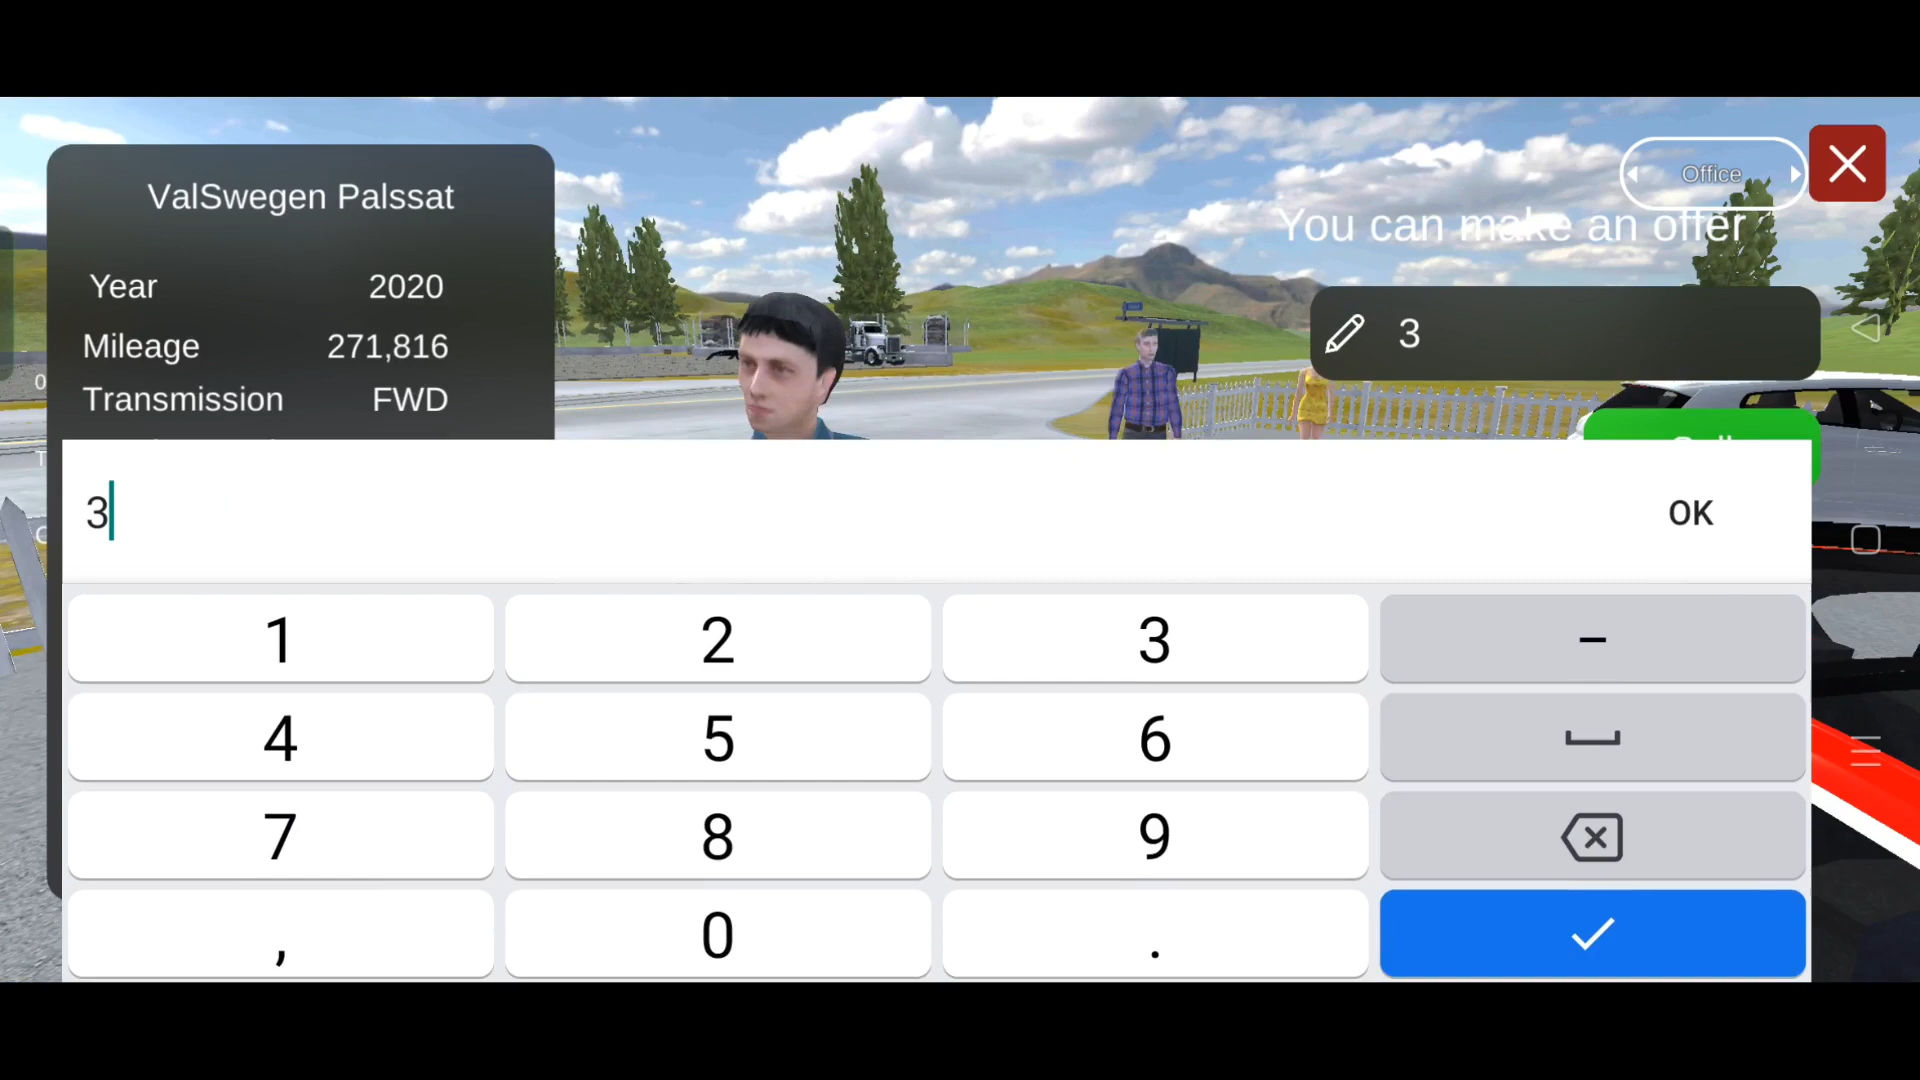 ValSwegen Palssat
Office
You can make an offer
Year 2020
3
Mileage 271,816
Transmission FWD
3
OK
1 2 3 –
4 5 6
7 8 9
, 0 .